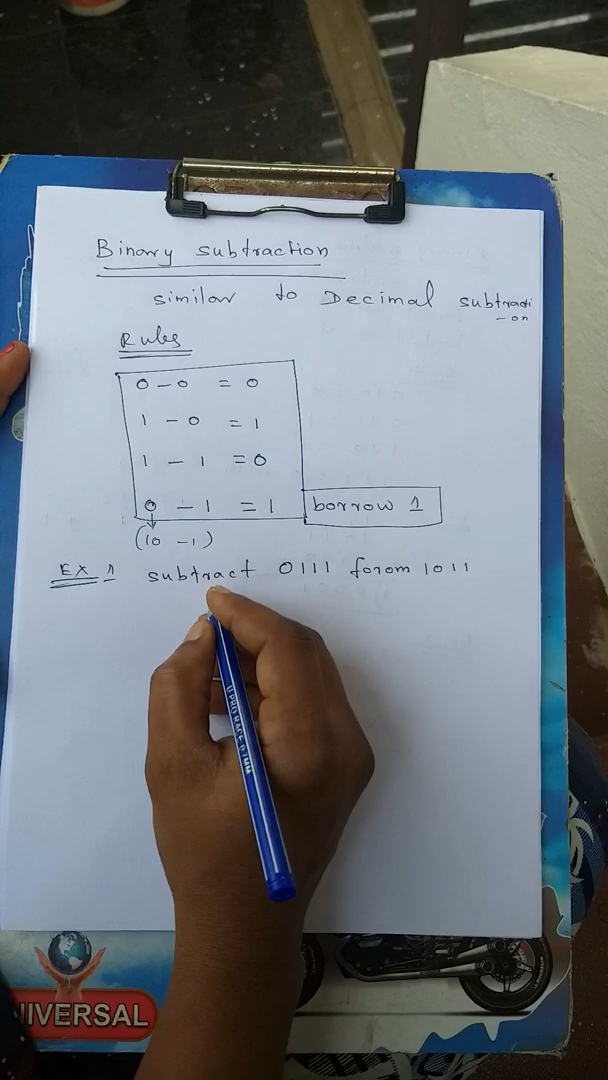 Binary subtraction
similar to Decimal subtracti
- on
Rules
0 - 0 = 0
1 - 0 = 1
1 - 1 = 0
0 - 1 = 1 borrow 1
(10 - 1)
EX 1 subtract 0111 from 1011
UNIVERSAL